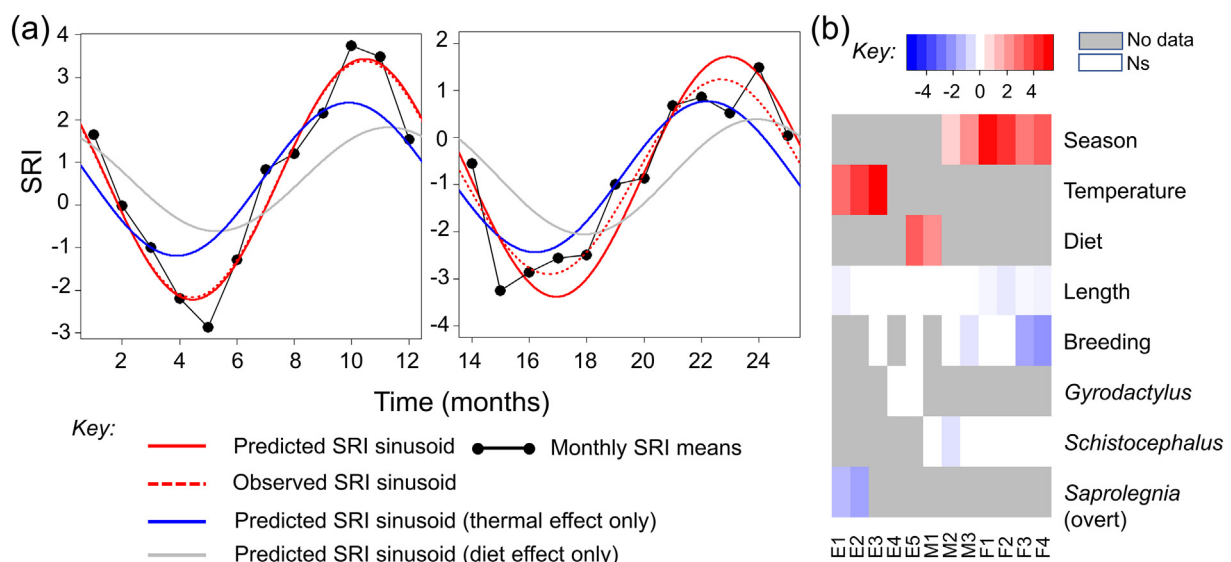 (a)
4
3
2
1
0
-1
-2
-3
SRI
2 4 6 8 10 12
2
1
0
-1
-2
-3
-4
14 16 18 20 22 24
Time (months)
Key:
Predicted SRI sinusoid
Monthly SRI means
Observed SRI sinusoid
Predicted SRI sinusoid (thermal effect only)
Predicted SRI sinusoid (diet effect only)
(b)
Key:
-4 -2 0 2 4
No data
Ns
Season
Temperature
Diet
Length
Breeding
Gyrodactylus
Schistocephalus
Saprolegnia
(overt)
E1 E2 E3 E4 E5 M1 M2 M3 F1 F2 F3 F4